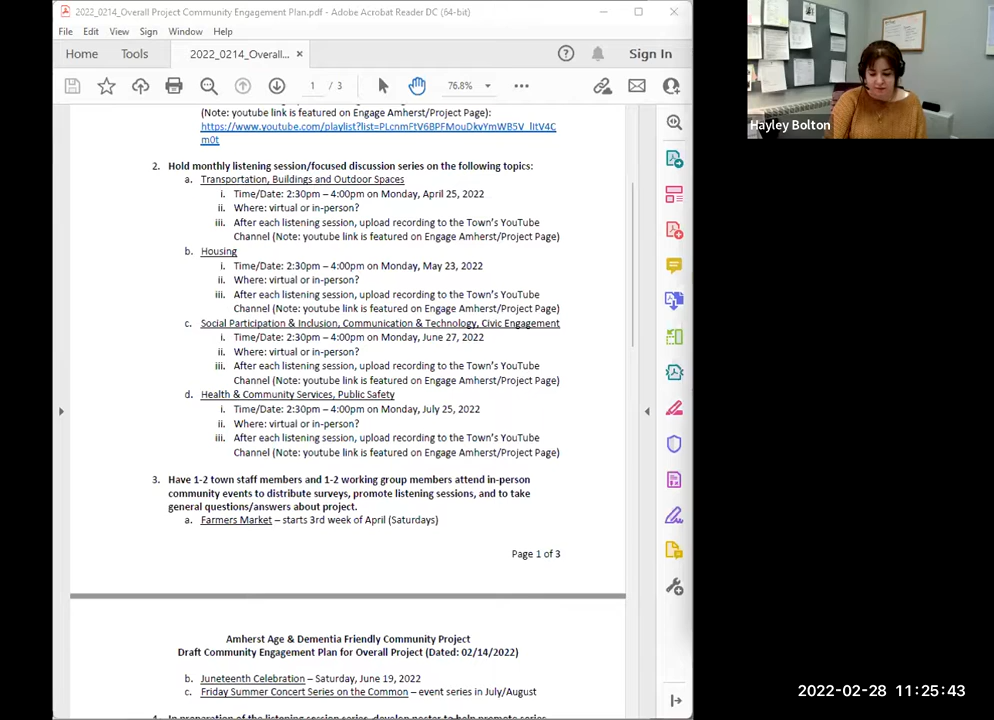 2022_0214_Overall Project Community Engagement Plan.pdf - Adobe Acrobat Reader DC (64-bit)
File Edit View Sign Window Help
Home Tools 2022_0214_Overall... × Sign In
1 / 3 76.8%
(Note: youtube link is featured on Engage Amherst/Project Page):
2. Hold monthly listening session/focused discussion series on the following topics:
a. Transportation, Buildings and Outdoor Spaces
i. Time/Date: 2:30pm – 4:00pm on Monday, April 25, 2022
ii. Where: virtual or in-person?
iii. After each listening session, upload recording to the Town's YouTube
Channel (Note: youtube link is featured on Engage Amherst/Project Page)
b. Housing
i. Time/Date: 2:30pm – 4:00pm on Monday, May 23, 2022
ii. Where: virtual or in-person?
iii. After each listening session, upload recording to the Town's YouTube
Channel (Note: youtube link is featured on Engage Amherst/Project Page)
c. Social Participation & Inclusion, Communication & Technology, Civic Engagement
i. Time/Date: 2:30pm – 4:00pm on Monday, June 27, 2022
ii. Where: virtual or in-person?
iii. After each listening session, upload recording to the Town's YouTube
Channel (Note: youtube link is featured on Engage Amherst/Project Page)
d. Health & Community Services, Public Safety
i. Time/Date: 2:30pm – 4:00pm on Monday, July 25, 2022
ii. Where: virtual or in-person?
iii. After each listening session, upload recording to the Town's YouTube
Channel (Note: youtube link is featured on Engage Amherst/Project Page)
3. Have 1-2 town staff members and 1-2 working group members attend in-person
community events to distribute surveys, promote listening sessions, and to take
general questions/answers about project.
a. Farmers Market – starts 3rd week of April (Saturdays)
Page 1 of 3
Amherst Age & Dementia Friendly Community Project
Draft Community Engagement Plan for Overall Project (Dated: 02/14/2022)
b. Juneteenth Celebration – Saturday, June 19, 2022
c. Friday Summer Concert Series on the Common – event series in July/August
4. In preparation of the listening session series, develop poster to help promote series
Hayley Bolton
2022-02-28 11:25:43